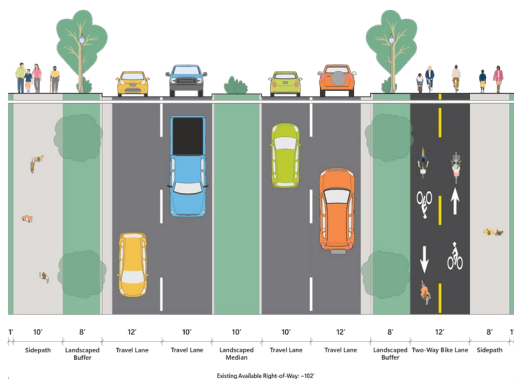 1' 10' 8' 12' 10' 10' 10' 12' 8' 12' 8' 1'
Sidepath Landscaped Buffer Travel Lane Travel Lane Landscaped Median Travel Lane Travel Lane Landscaped Buffer Two-Way Bike Lane Sidepath
Existing Available Right-of-Way: ~102'